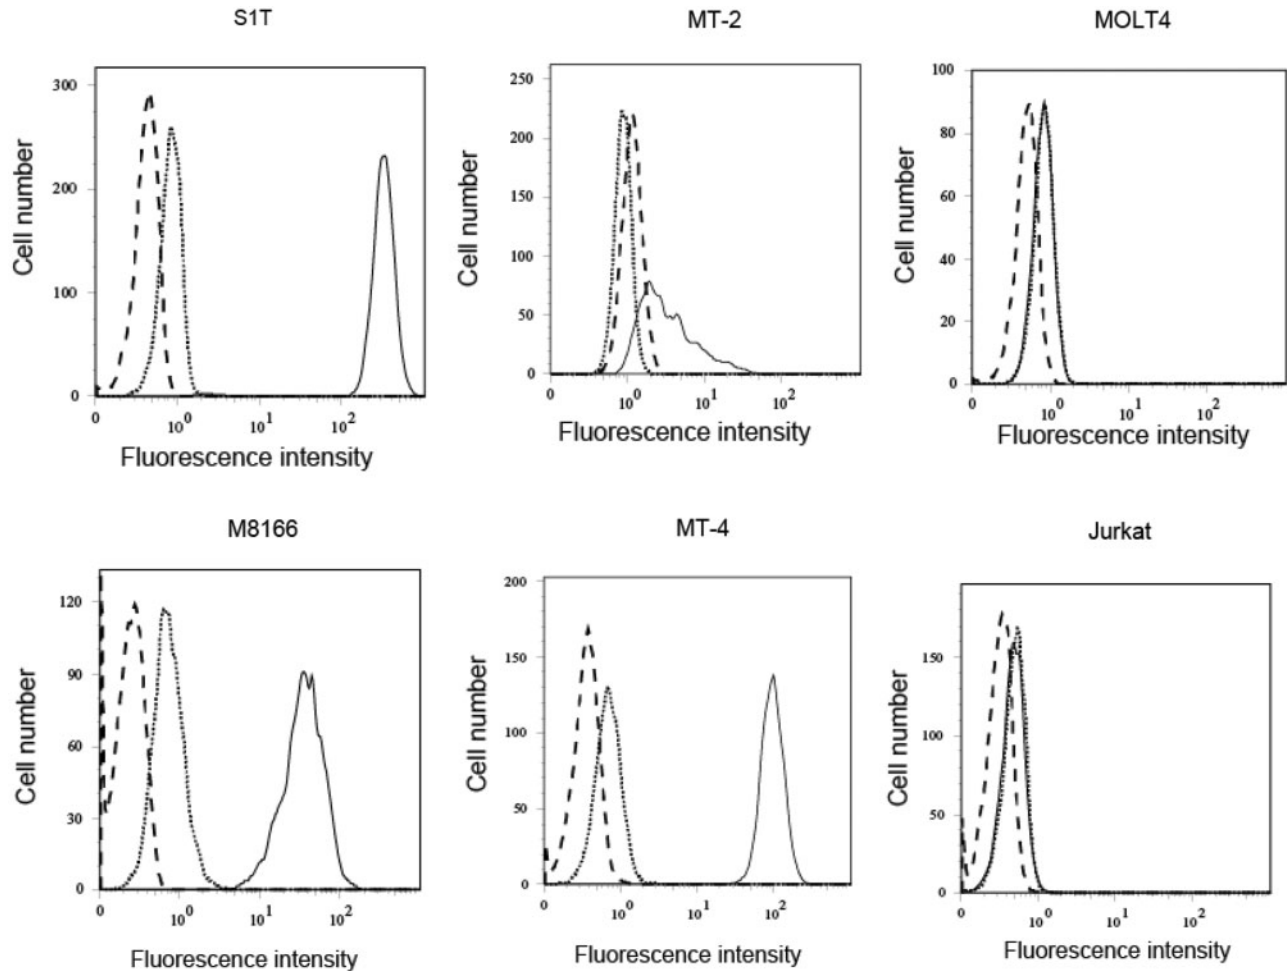 S1T
MT-2
MOLT4
Cell number
300
200
100
0
0 10⁰ 10¹ 10²
Fluorescence intensity
Cell number
250
200
150
100
50
0
0 10⁰ 10¹ 10²
Fluorescence intensity
Cell number
100
80
60
40
20
0
0 10⁰ 10¹ 10²
Fluorescence intensity
M8166
MT-4
Jurkat
Cell number
120
90
60
30
0
0 10⁰ 10¹ 10²
Fluorescence intensity
Cell number
200
150
100
50
0
0 10⁰ 10¹ 10²
Fluorescence intensity
Cell number
150
100
50
0
0 10⁰ 10¹ 10²
Fluorescence intensity